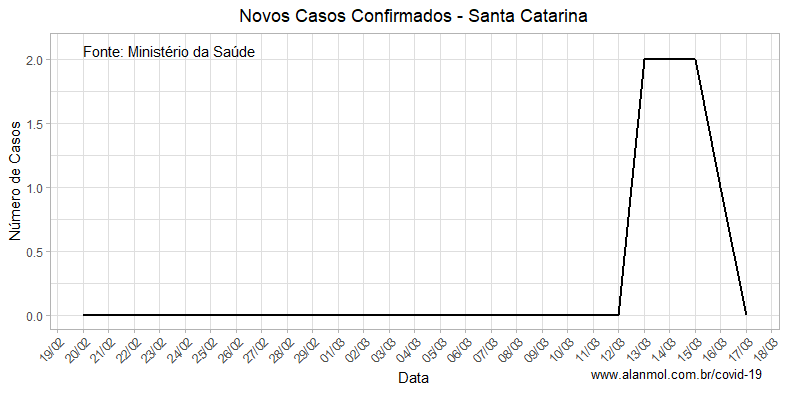 Novos Casos Confirmados - Santa Catarina
Fonte: Ministério da Saúde
2.0
1.5
1.0
0.5
0.0
Número de Casos
19/02 20/02 21/02 22/02 23/02 24/02 25/02 26/02 27/02 28/02 29/02 01/03 02/03 03/03 04/03 05/03 06/03 07/03 08/03 09/03 10/03 11/03 12/03 13/03 14/03 15/03 16/03 17/03 18/03
Data
www.alanmol.com.br/covid-19